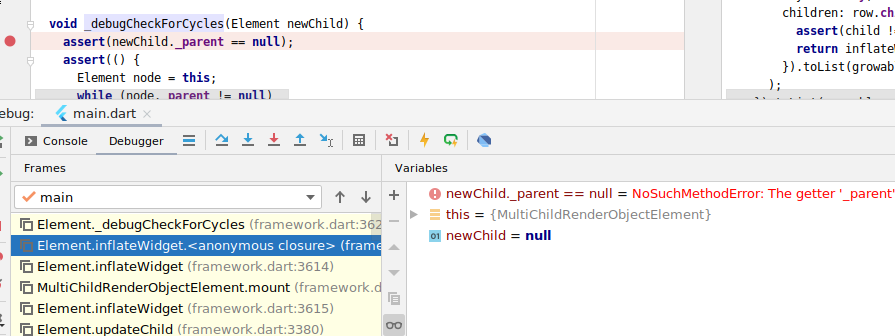 void _debugCheckForCycles(Element newChild) {
assert(newChild._parent == null);
assert(() {
Element node = this;
while (node._parent != null)
children: row.ch
assert(child !=
return inflateW
}).toList(growab
);
ebug:
main.dart
Console
Debugger
Frames
main
Element._debugCheckForCycles (framework.dart:362
Element.inflateWidget.<anonymous closure> (frame
Element.inflateWidget (framework.dart:3614)
MultiChildRenderObjectElement.mount (framework.dart:
Element.inflateWidget (framework.dart:3615)
Element.updateChild (framework.dart:3380)
Variables
newChild._parent == null = NoSuchMethodError: The getter '_parent'
this = {MultiChildRenderObjectElement}
01 newChild = null